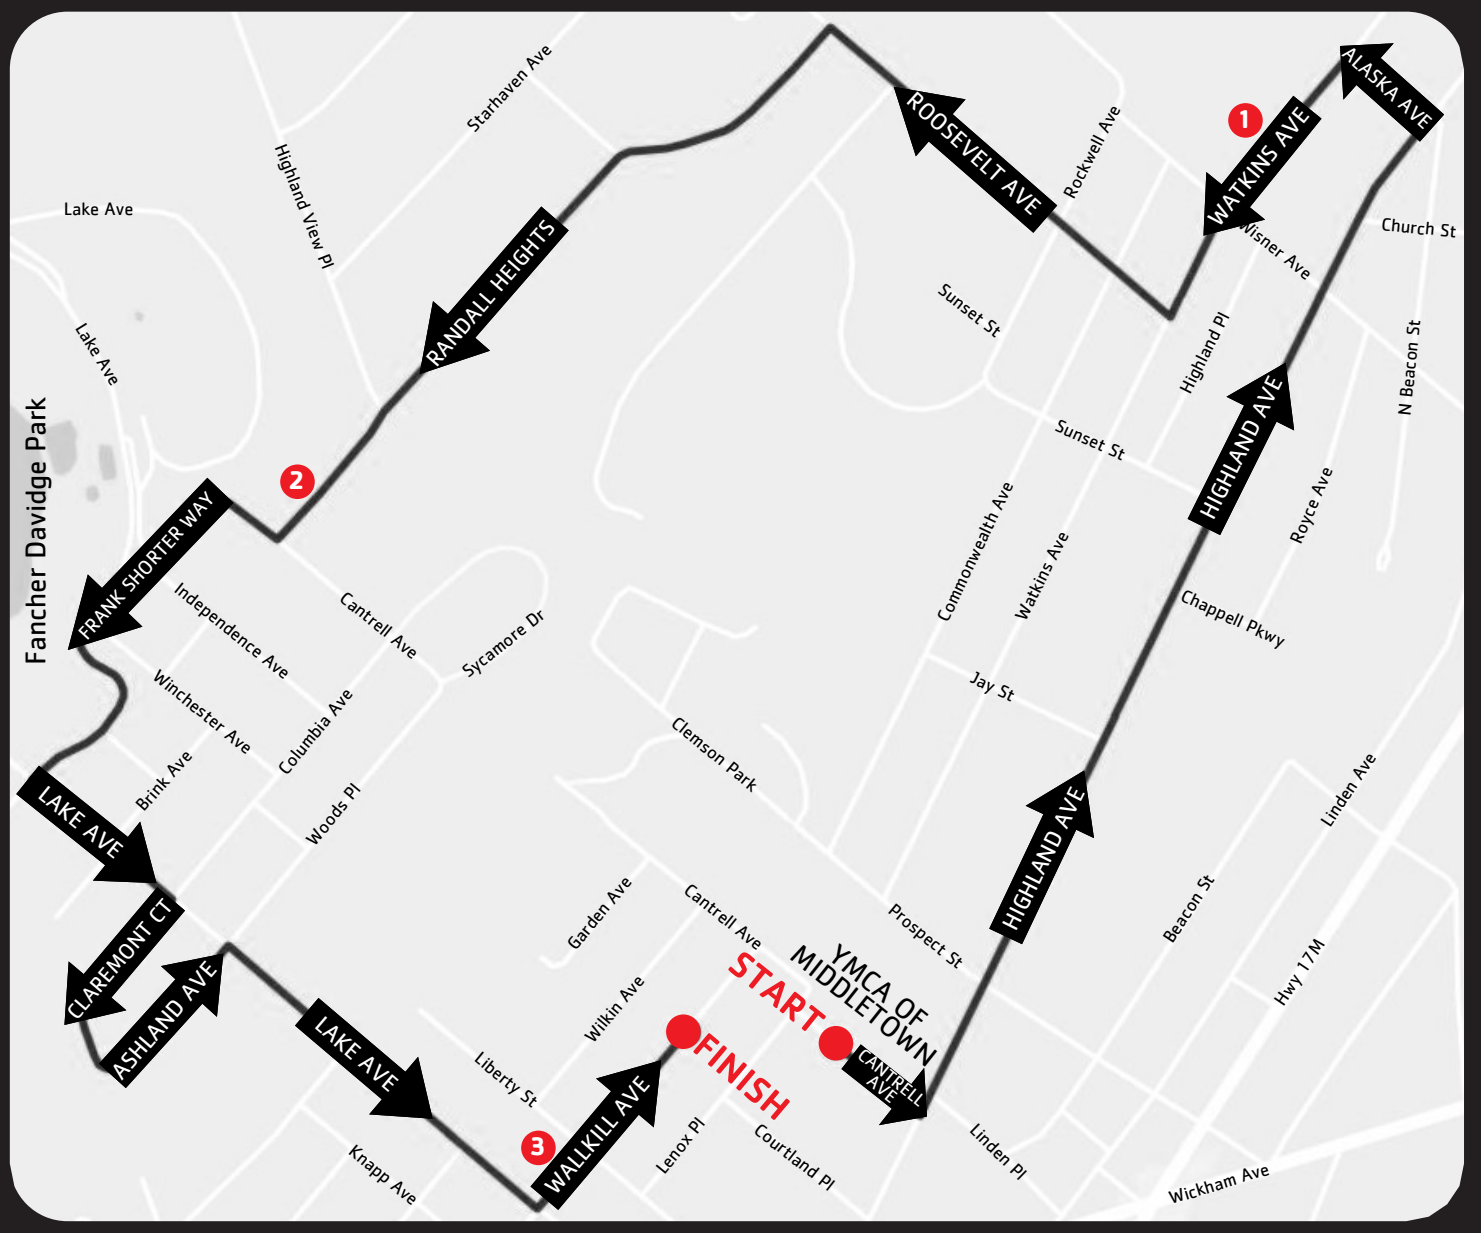 Starhaven Ave
ALASKA AVE
ROOSEVELT AVE
Rockwell Ave
1
WATKINS AVE
Highland View Pl
Lake Ave
Church St
Wisner Ave
RANDALL HEIGHTS
Sunset St
Highland Pl
N Beacon St
Lake Ave
Fancher Davidge Park
HIGHLAND AVE
Sunset St
2
FRANK SHORTER WAY
Commonwealth Ave
Royce Ave
Watkins Ave
Independence Ave
Cantrell Ave
Sycamore Dr
Chappell Pkwy
Winchester Ave
Columbia Ave
Jay St
Clemson Park
Brink Ave
LAKE AVE
Woods Pl
HIGHLAND AVE
Linden Ave
Garden Ave
Cantrell Ave
Prospect St
Beacon St
CLAREMONT CT
ASHLAND AVE
YMCA OF
MIDDLETOWN
START
Hwy 17M
Wilkin Ave
LAKE AVE
FINISH
CANTRELL
AVE
Liberty St
3
WALLKILL AVE
Lenox Pl
Courtland Pl
Linden Pl
Knapp Ave
Wickham Ave